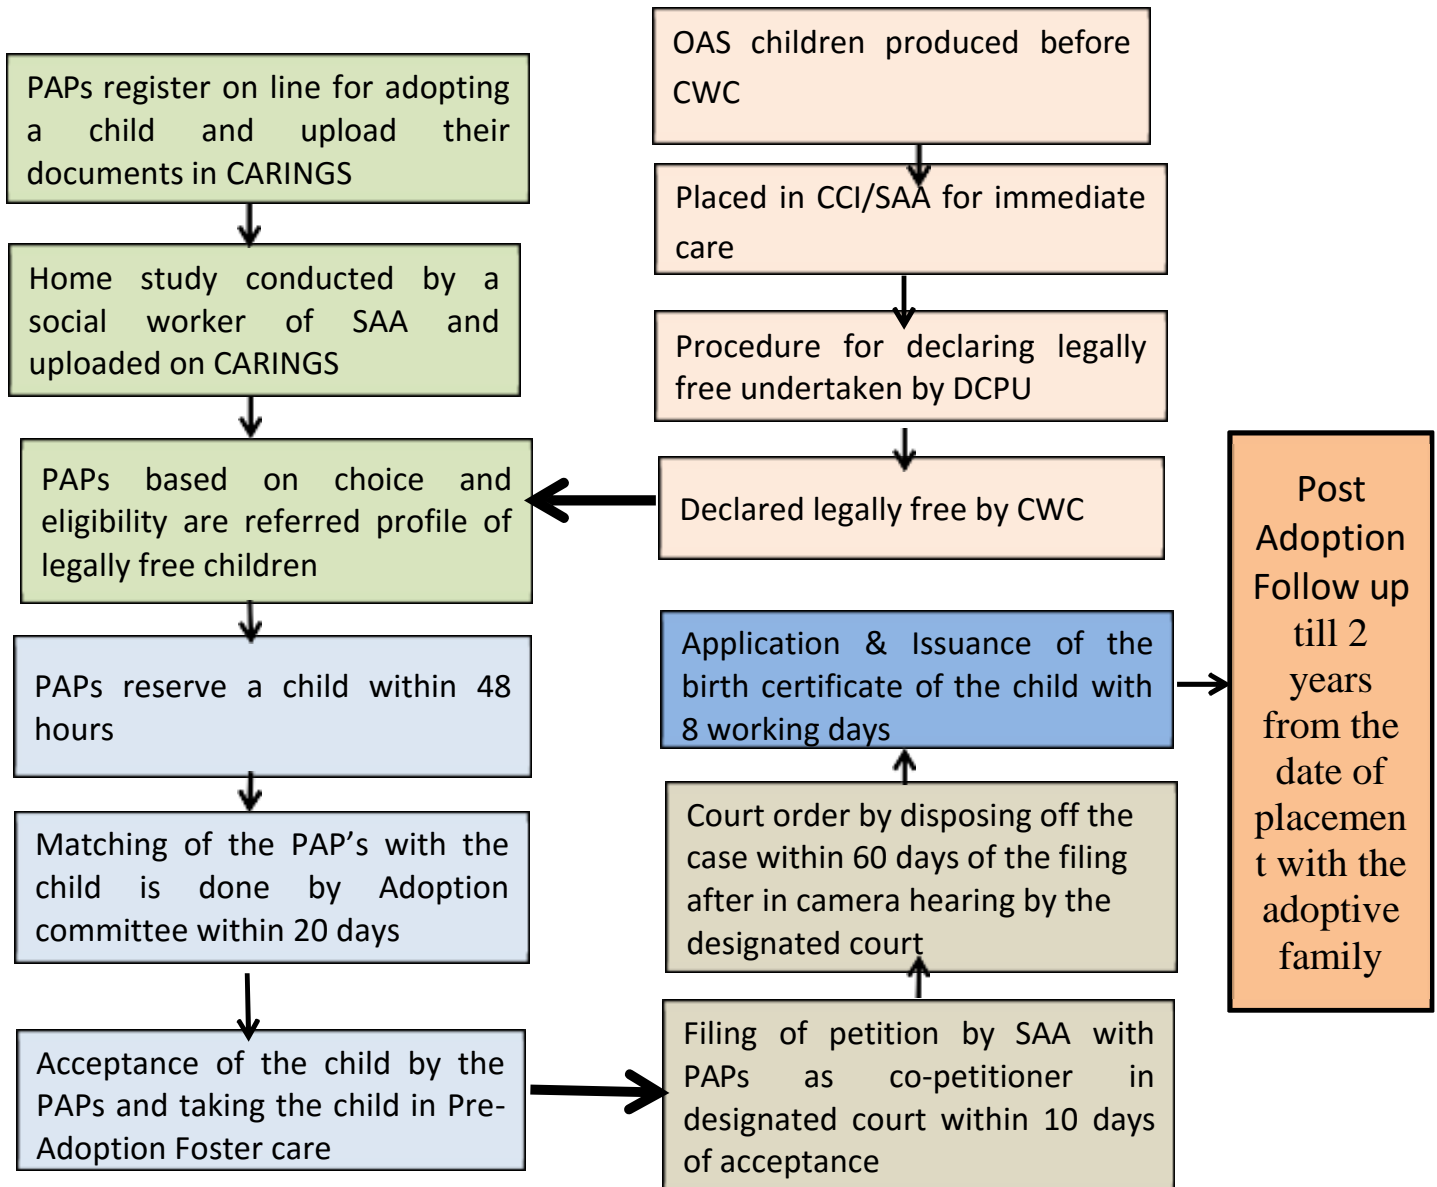 PAPs register on line for adopting
a child and upload their
documents in CARINGS
Home study conducted by a
social worker of SAA and
uploaded on CARINGS
PAPs based on choice and
eligibility are referred profile of
legally free children
PAPs reserve a child within 48
hours
Matching of the PAP’s with the
child is done by Adoption
committee within 20 days
Acceptance of the child by the
PAPs and taking the child in Pre-
Adoption Foster care
OAS children produced before
CWC
Placed in CCI/SAA for immediate
care
Procedure for declaring legally
free undertaken by DCPU
Declared legally free by CWC
Application & Issuance of the
birth certificate of the child with
8 working days
Court order by disposing off the
case within 60 days of the filing
after in camera hearing by the
designated court
Filing of petition by SAA with
PAPs as co-petitioner in
designated court within 10 days
of acceptance
Post
Adoption
Follow up
till 2
years
from the
date of
placemen
t with the
adoptive
family